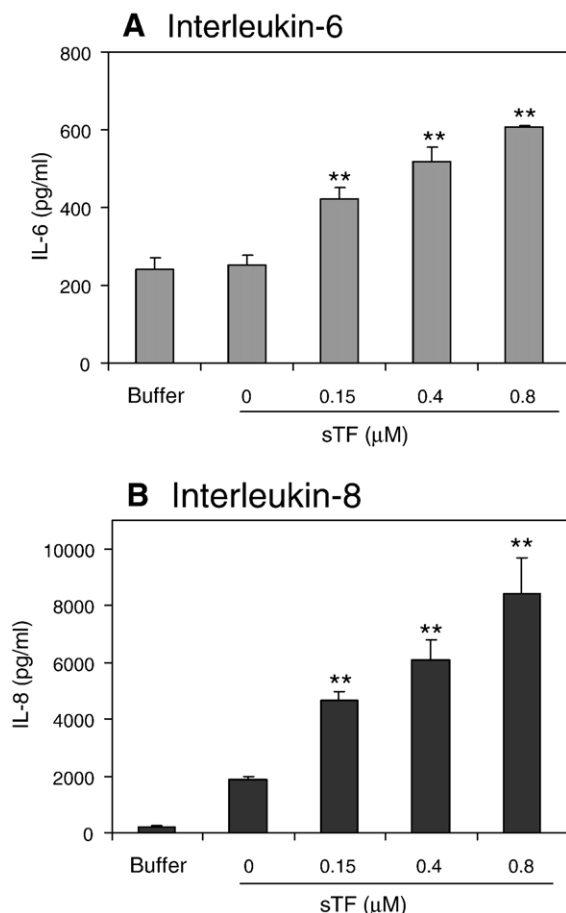 A Interleukin-6
800
600
400
200
0
IL-6 (pg/ml)
**
**
**
Buffer 0 0.15 0.4 0.8
sTF (μM)
B Interleukin-8
10000
8000
6000
4000
2000
0
IL-8 (pg/ml)
**
**
**
Buffer 0 0.15 0.4 0.8
sTF (μM)